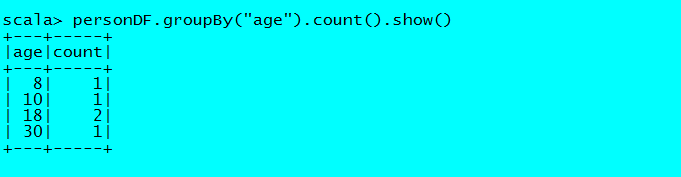 scala> personDF.groupBy("age").count().show()
+---+-----+
|age|count|
+---+-----+
|  8|    1|
| 10|    1|
| 18|    2|
| 30|    1|
+---+-----+